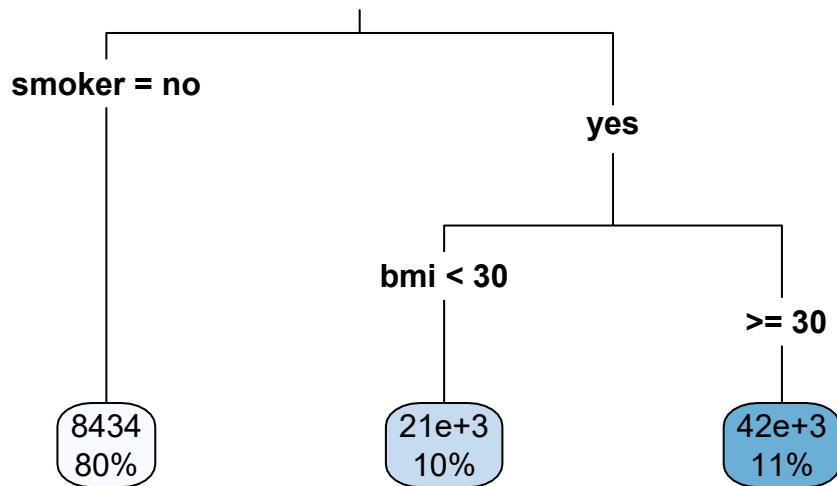 smoker = no
yes
bmi < 30
>= 30
8434
80%
21e+3
10%
42e+3
11%